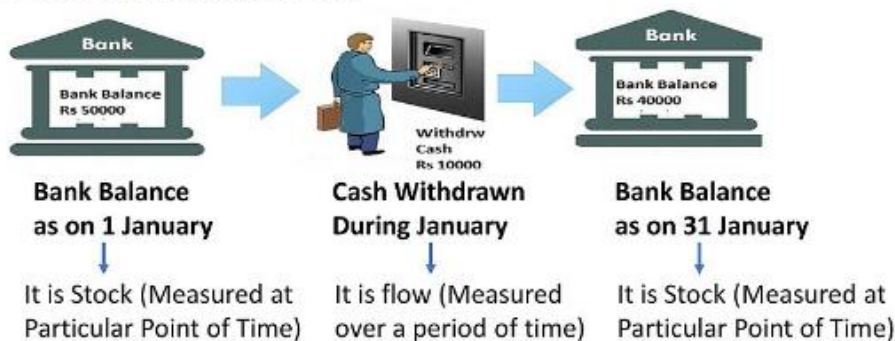 Bank
Bank Balance
Rs 50000
Withdrw
Cash
Rs 10000
Bank
Bank Balance
Rs 40000
Bank Balance
as on 1 January
Cash Withdrawn
During January
Bank Balance
as on 31 January
It is Stock (Measured at
Particular Point of Time)
It is flow (Measured
over a period of time)
It is Stock (Measured at
Particular Point of Time)